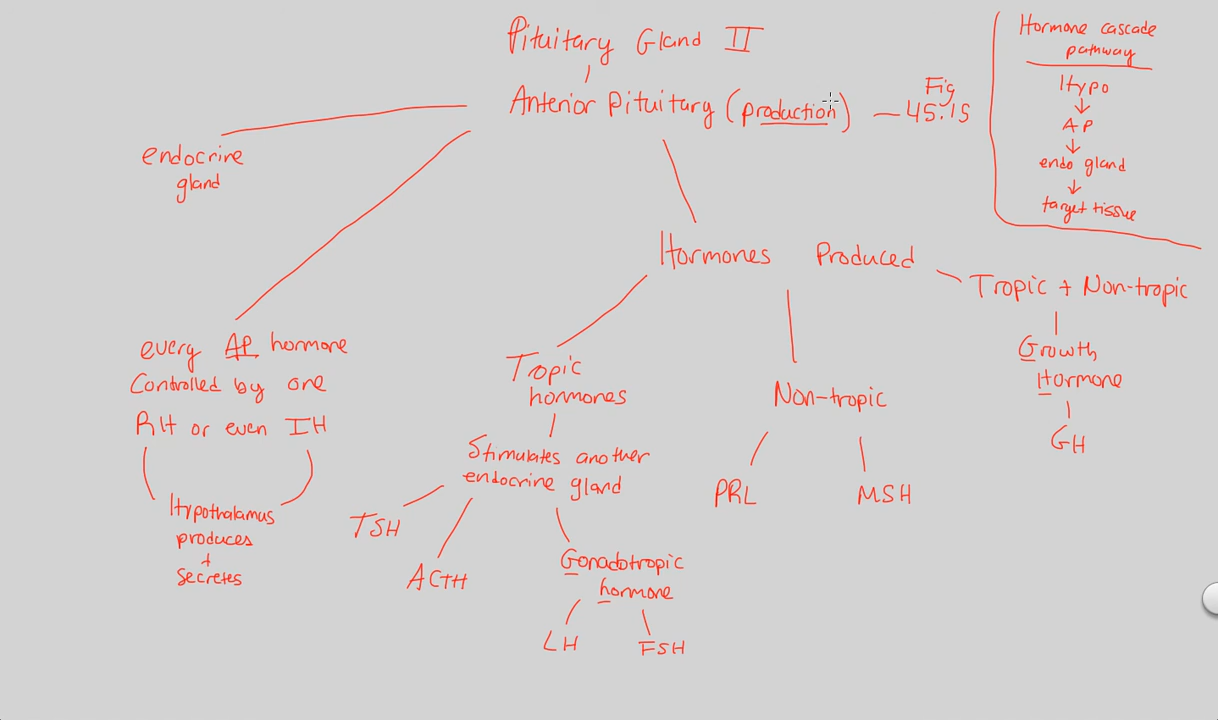 Pituitary Gland II
Anterior Pituitary (production)
Fig
45.15
Hormone cascade
pathway
Hypo
↓
AP
↓
endo gland
↓
target tissue
endocrine
gland
Hormones Produced
Tropic + Non-tropic
Growth
Hormone
GH
every AP hormone
Controlled by one
RH or even IH
Hypothalamus
produces
+
secretes
Tropic
hormones
Stimulates another
endocrine gland
TSH
ACTH
Gonadotropic
hormone
LH
FSH
Non-tropic
PRL
MSH